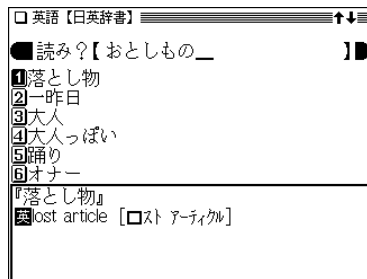 英語【日英辞書】
読み?【おとしもの_ 】
1落とし物
2一昨日
3大人
4大人っぽい
5踊り
6オナー
『落とし物』
英lost article [ロスト アーティクル]